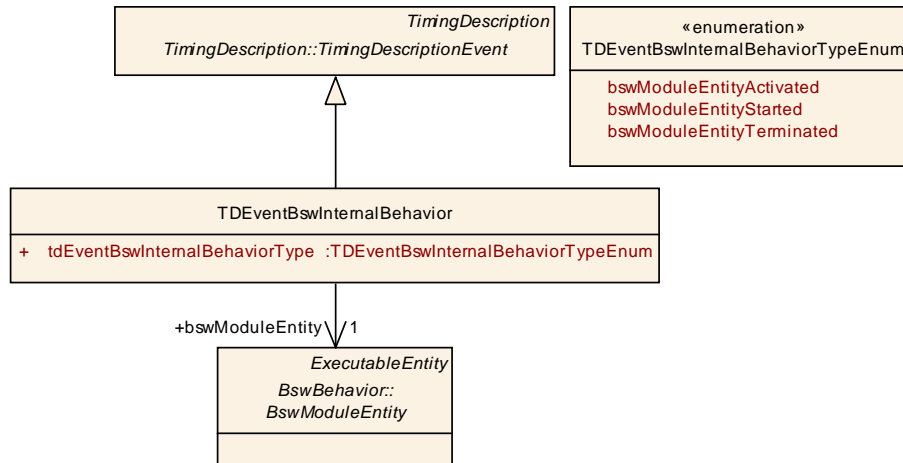 TimingDescription
TimingDescription::TimingDescriptionEvent
«enumeration»
TDEventBswInternalBehaviorTypeEnum
bswModuleEntityActivated
bswModuleEntityStarted
bswModuleEntityTerminated
TDEventBswInternalBehavior
+ tdEventBswInternalBehaviorType :TDEventBswInternalBehaviorTypeEnum
+bswModuleEntity 1
ExecutableEntity
BswBehavior::
BswModuleEntity